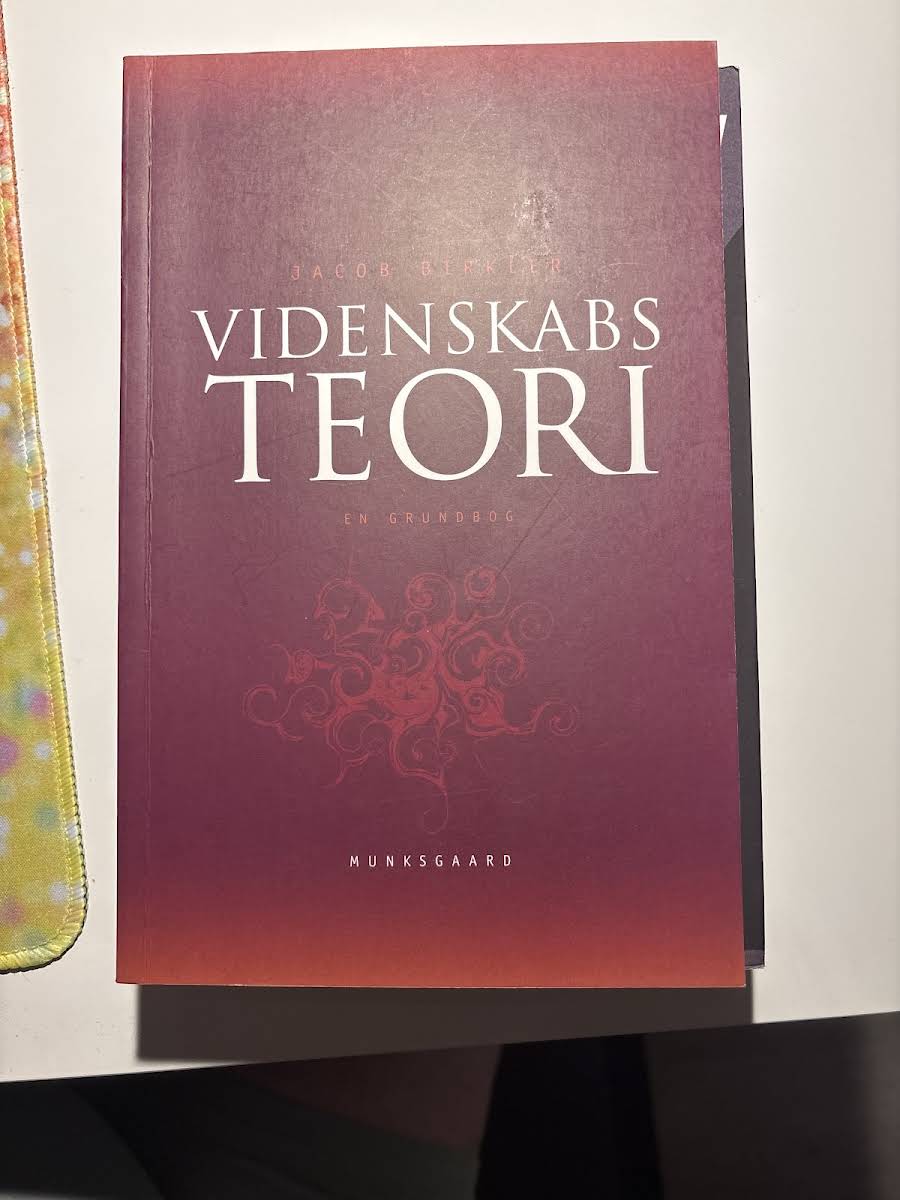 JACOB BIRKLER
VIDENSKABS
TEORI
EN GRUNDBOG
MUNKSGAARD